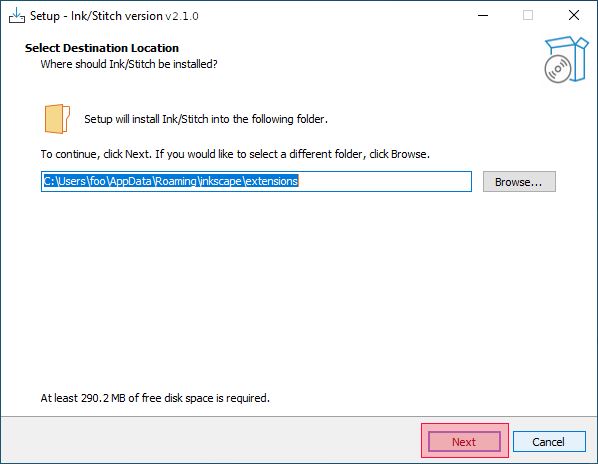 Setup - Ink/Stitch version v2.1.0
Select Destination Location
Where should Ink/Stitch be installed?
Setup will install Ink/Stitch into the following folder.
To continue, click Next. If you would like to select a different folder, click Browse.
C:\Users\foo\AppData\Roaming\inkscape\extensions
Browse...
At least 290.2 MB of free disk space is required.
Next
Cancel